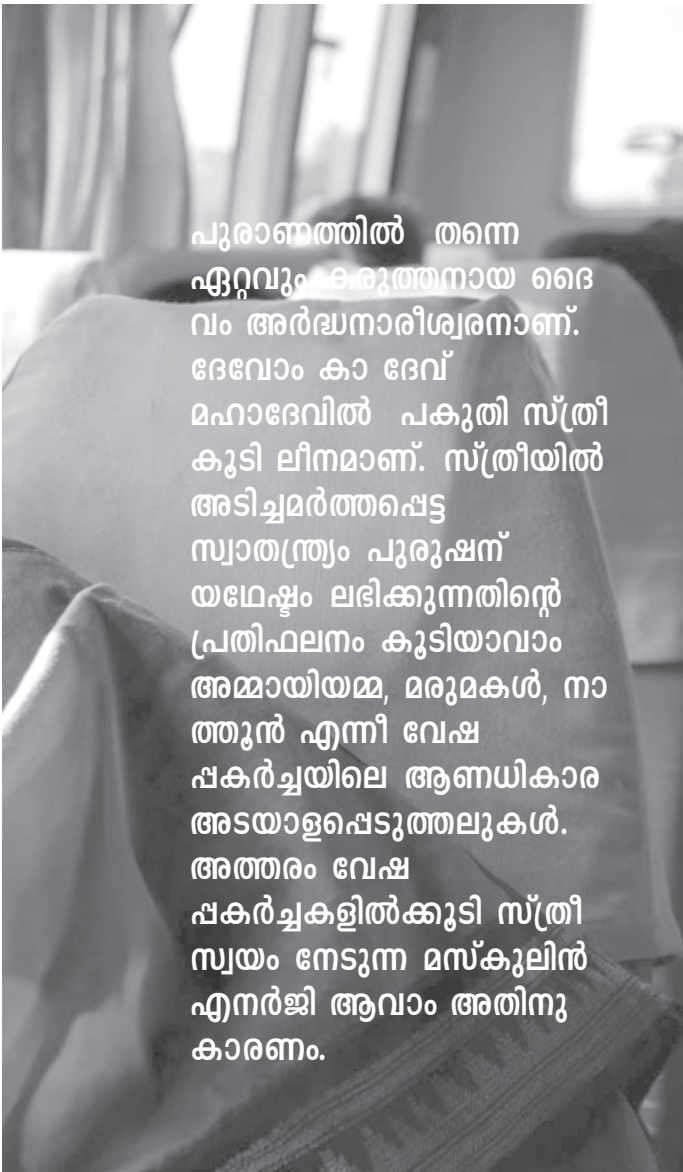 പുരാണത്തിൽ തന്നെ
ഏറ്റവും കരുത്തനായ ദൈ
വം അർദ്ധനാരീശ്വരനാണ്.
ദേവോം കാ ദേവ്
മഹാദേവിൽ പകുതി സ്ത്രീ
കൂടി ലീനമാണ്. സ്ത്രീയിൽ
അടിച്ചമർത്തപ്പെട്ട
സ്വാതന്ത്ര്യം പുരുഷന്
യഥേഷ്ടം ലഭിക്കുന്നതിന്റെ
പ്രതിഫലനം കൂടിയാവാം
അമ്മായിയമ്മ, മരുമകൾ, നാ
ത്തൂൻ എന്നീ വേഷ
പ്പകർച്ചയിലെ ആണധികാര
അടയാളപ്പെടുത്തലുകൾ.
അത്തരം വേഷ
പ്പകർച്ചകളിൽക്കൂടി സ്ത്രീ
സ്വയം നേടുന്ന മസ്കുലിൻ
എനർജി ആവാം അതിനു
കാരണം.